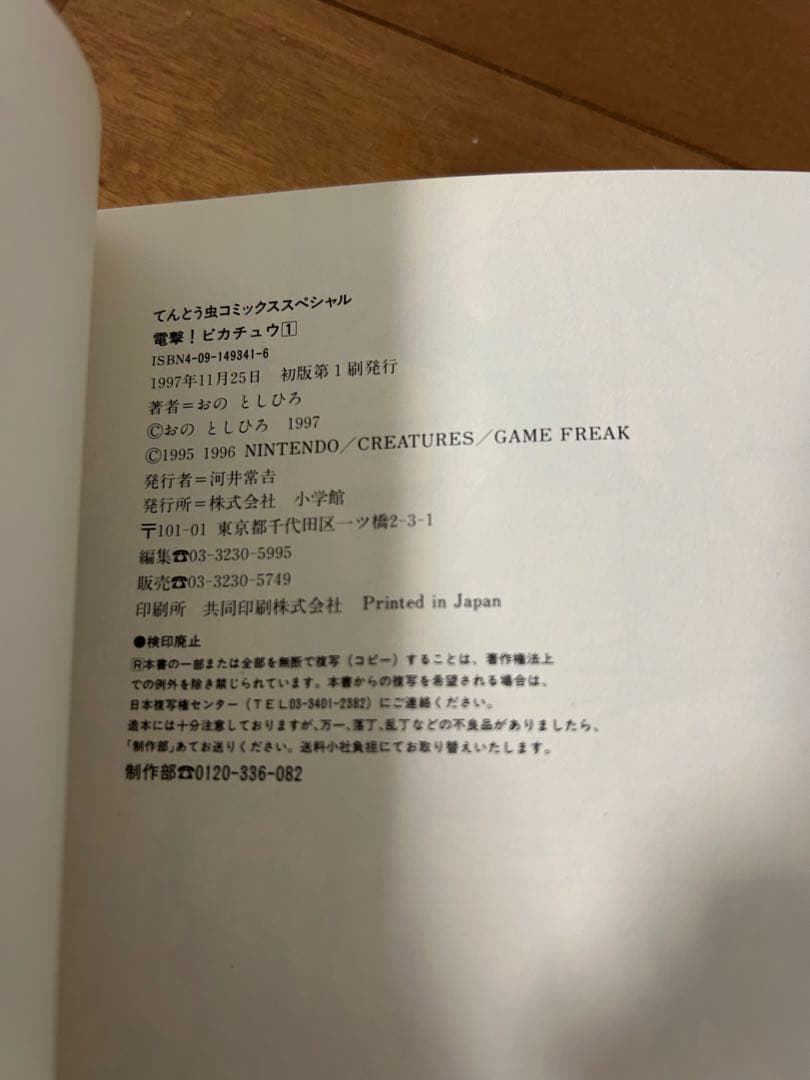 てんとう虫コミックススペシャル
電撃！ピカチュウ1
ISBN4-09-149341-6
1997年11月25日　初版第1刷発行
著者＝おの としひろ
©おの としひろ 1997
©1995 1996 NINTENDO／CREATURES／GAME FREAK
発行者＝河井常𠮷
発行所＝株式会社　小学館
〒101-01 東京都千代田区一ツ橋2-3-1
編集☎03-3230-5995
販売☎03-3230-5749
印刷所　共同印刷株式会社　Printed in Japan
●検印廃止
Ⓡ本書の一部または全部を無断で複写（コピー）することは、著作権法上
での例外を除き禁じられています。本書からの複写を希望される場合は、
日本複写権センター（TEL03-3401-2382）にご連絡ください。
造本には十分注意しておりますが、万一、落丁、乱丁などの不良品がありましたら、
「制作部」あてお送りください。送料小社負担にてお取り替えいたします。
制作部☎0120-336-082